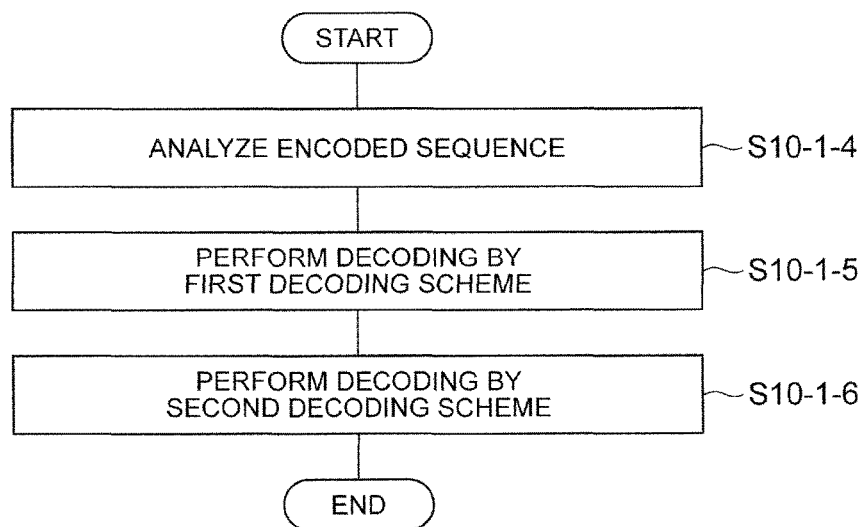 START
ANALYZE ENCODED SEQUENCE
S10-1-4
PERFORM DECODING BY
FIRST DECODING SCHEME
S10-1-5
PERFORM DECODING BY
SECOND DECODING SCHEME
S10-1-6
END